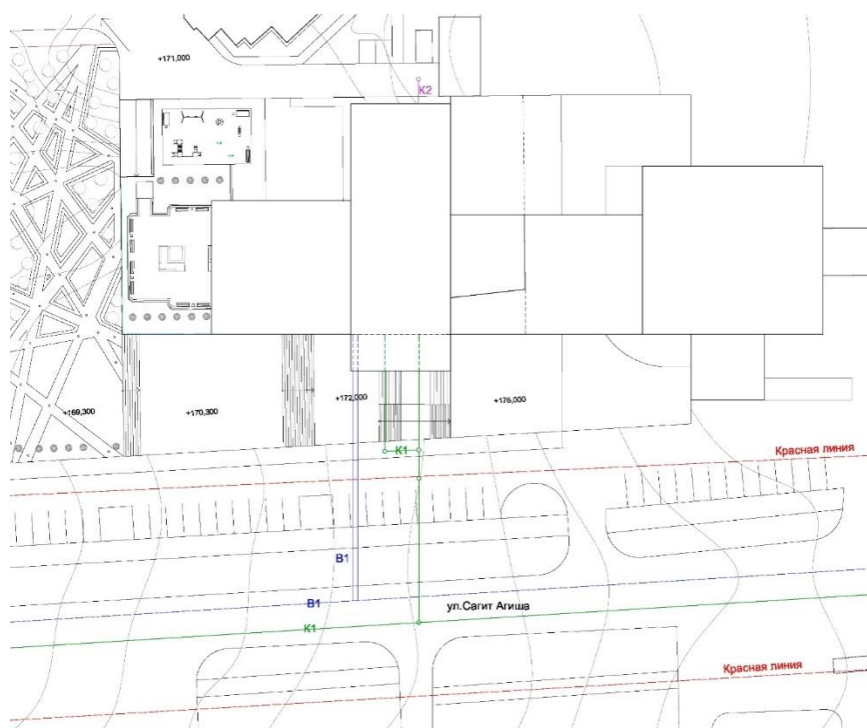 +171,000
К2
+169,300
+170,300
+172,000
+175,000
К1
Красная линия
В1
В1
ул.Сагит Агиша
К1
Красная линия